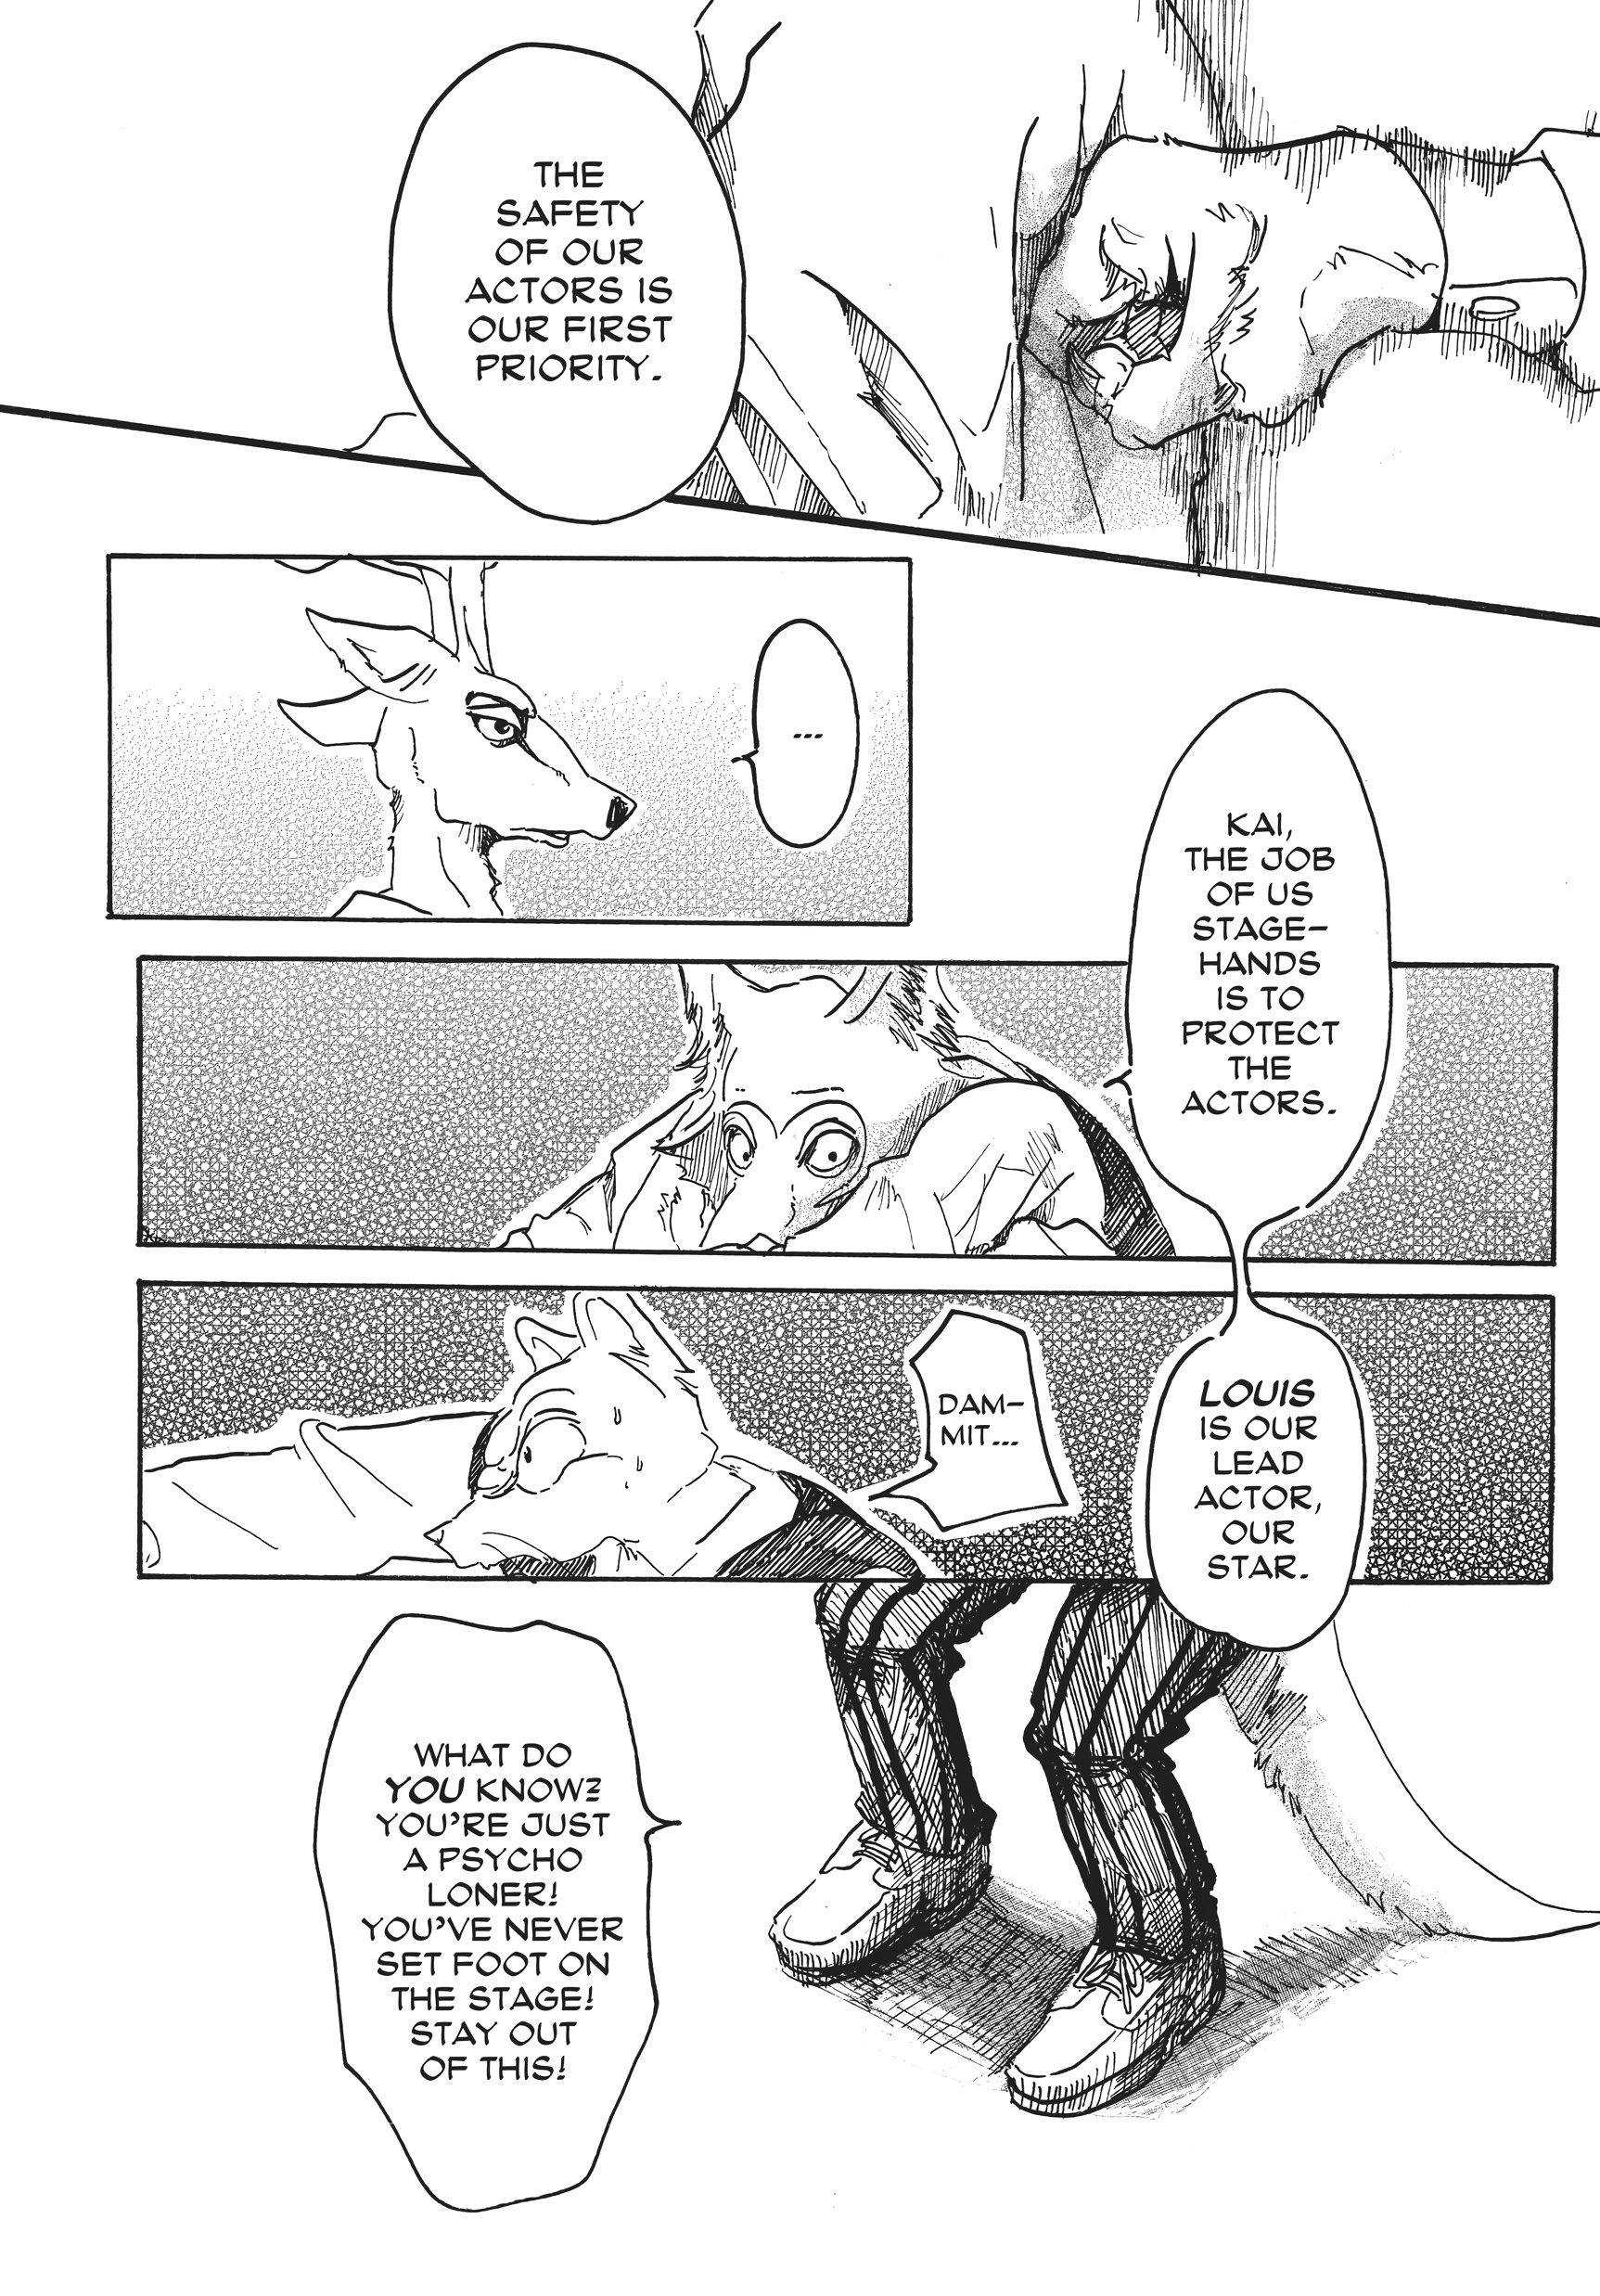 THE
SAFETY
OF OUR
ACTORS IS
OUR FIRST
PRIORITY.
...
KAI,
THE JOB
OF US
STAGE-
HANDS
IS TO
PROTECT
THE
ACTORS.
LOUIS
IS OUR
LEAD
ACTOR,
OUR
STAR.
DAM-
MIT...
WHAT DO
YOU KNOW?
YOU'RE JUST
A PSYCHO
LONER!
YOU'VE NEVER
SET FOOT ON
THE STAGE!
STAY OUT
OF THIS!